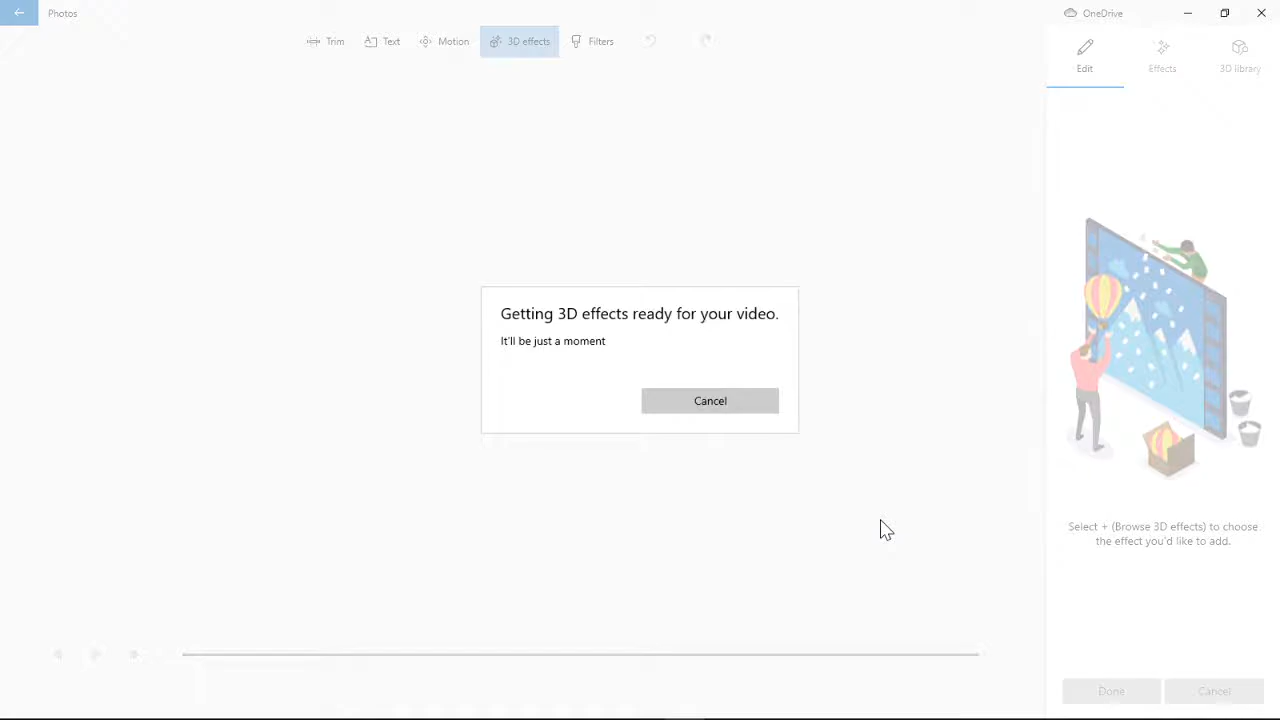 Photos
OneDrive
Trim
Text
Motion
3D effects
Filters
Edit
Effects
3D library
Getting 3D effects ready for your video.
It'll be just a moment
Cancel
Select + (Browse 3D effects) to choose
the effect you'd like to add.
Done
Cancel